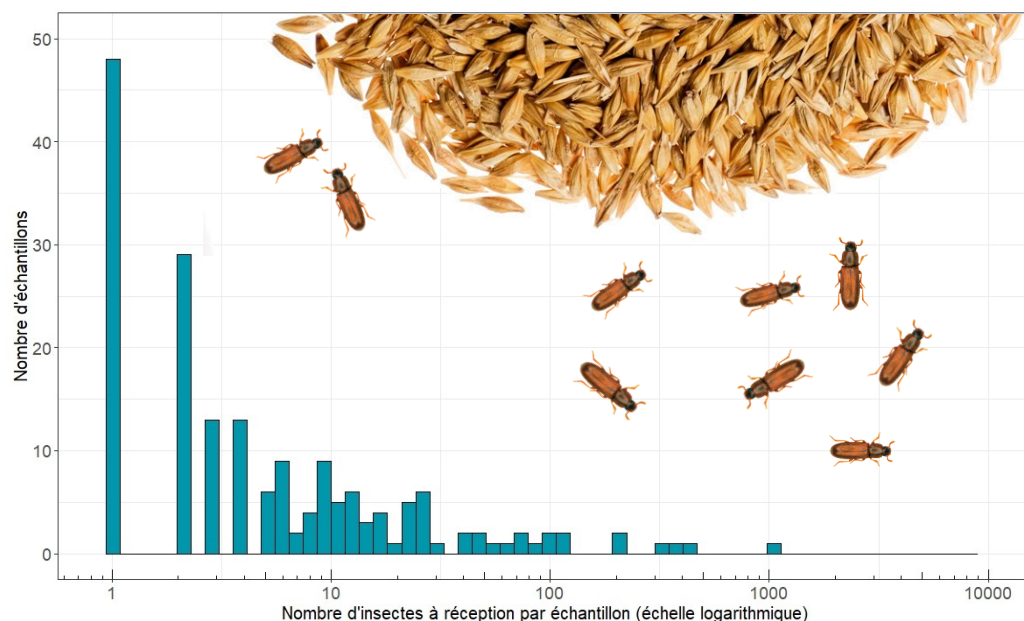 50
40
30
20
10
0
Nombre d'échantillons
1 10 100 1000 10000
Nombre d'insectes à réception par échantillon (échelle logarithmique)